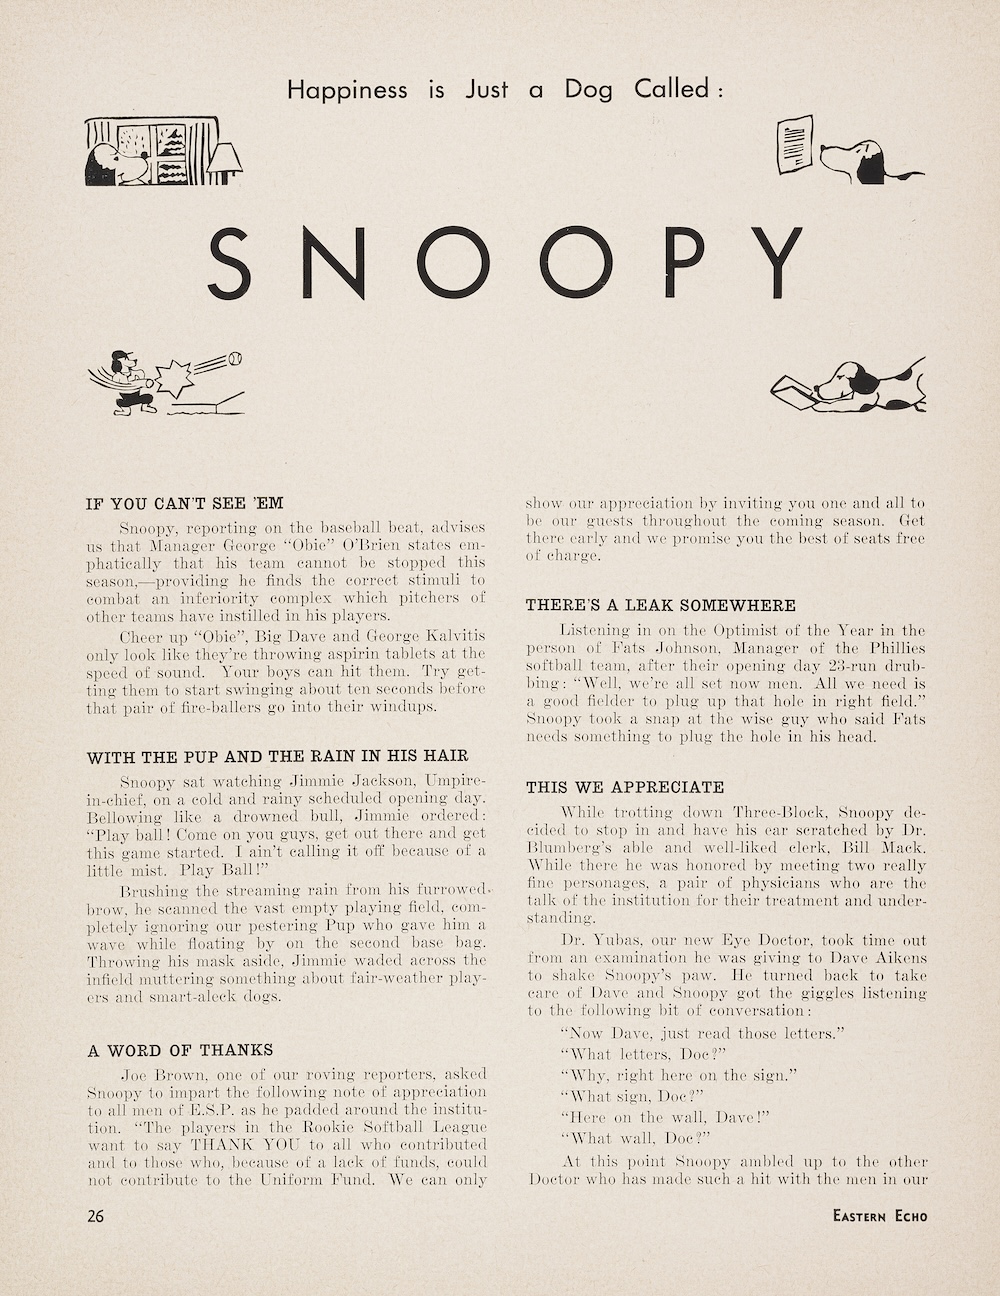 Happiness is Just a Dog Called :
SNOOPY
IF YOU CAN'T SEE 'EM
Snoopy, reporting on the baseball beat, advises
us that Manager George “Obie” O'Brien states em-
phatically that his team cannot be stopped this
season,—providing he finds the correct stimuli to
combat an inferiority complex which pitchers of
other teams have instilled in his players.
Cheer up “Obie”, Big Dave and George Kalvitis
only look like they're throwing aspirin tablets at the
speed of sound. Your boys can hit them. Try get-
ting them to start swinging about ten seconds before
that pair of fire-ballers go into their windups.
WITH THE PUP AND THE RAIN IN HIS HAIR
Snoopy sat watching Jimmie Jackson, Umpire-
in-chief, on a cold and rainy scheduled opening day.
Bellowing like a drowned bull, Jimmie ordered:
“Play ball! Come on you guys, get out there and get
this game started. I ain't calling it off because of a
little mist. Play Ball!”
Brushing the streaming rain from his furrowed-
brow, he scanned the vast empty playing field, com-
pletely ignoring our pestering Pup who gave him a
wave while floating by on the second base bag.
Throwing his mask aside, Jimmie waded across the
infield muttering something about fair-weather play-
ers and smart-aleck dogs.
A WORD OF THANKS
Joe Brown, one of our roving reporters, asked
Snoopy to impart the following note of appreciation
to all men of E.S.P. as he padded around the institu-
tion. “The players in the Rookie Softball League
want to say THANK YOU to all who contributed
and to those who, because of a lack of funds, could
not contribute to the Uniform Fund. We can only
show our appreciation by inviting you one and all to
be our guests throughout the coming season. Get
there early and we promise you the best of seats free
of charge.
THERE'S A LEAK SOMEWHERE
Listening in on the Optimist of the Year in the
person of Fats Johnson, Manager of the Phillies
softball team, after their opening day 23-run drub-
bing: “Well, we're all set now men. All we need is
a good fielder to plug up that hole in right field.”
Snoopy took a snap at the wise guy who said Fats
needs something to plug the hole in his head.
THIS WE APPRECIATE
While trotting down Three-Block, Snoopy de-
cided to stop in and have his ear scratched by Dr.
Blumberg's able and well-liked clerk, Bill Mack.
While there he was honored by meeting two really
fine personages, a pair of physicians who are the
talk of the institution for their treatment and under-
standing.
Dr. Yubas, our new Eye Doctor, took time out
from an examination he was giving to Dave Aikens
to shake Snoopy's paw. He turned back to take
care of Dave and Snoopy got the giggles listening
to the following bit of conversation:
“Now Dave, just read those letters.”
“What letters, Doc?”
“Why, right here on the sign.”
“What sign, Doc?”
“Here on the wall, Dave!”
“What wall, Doc?”
At this point Snoopy ambled up to the other
Doctor who has made such a hit with the men in our
26
EASTERN ECHO